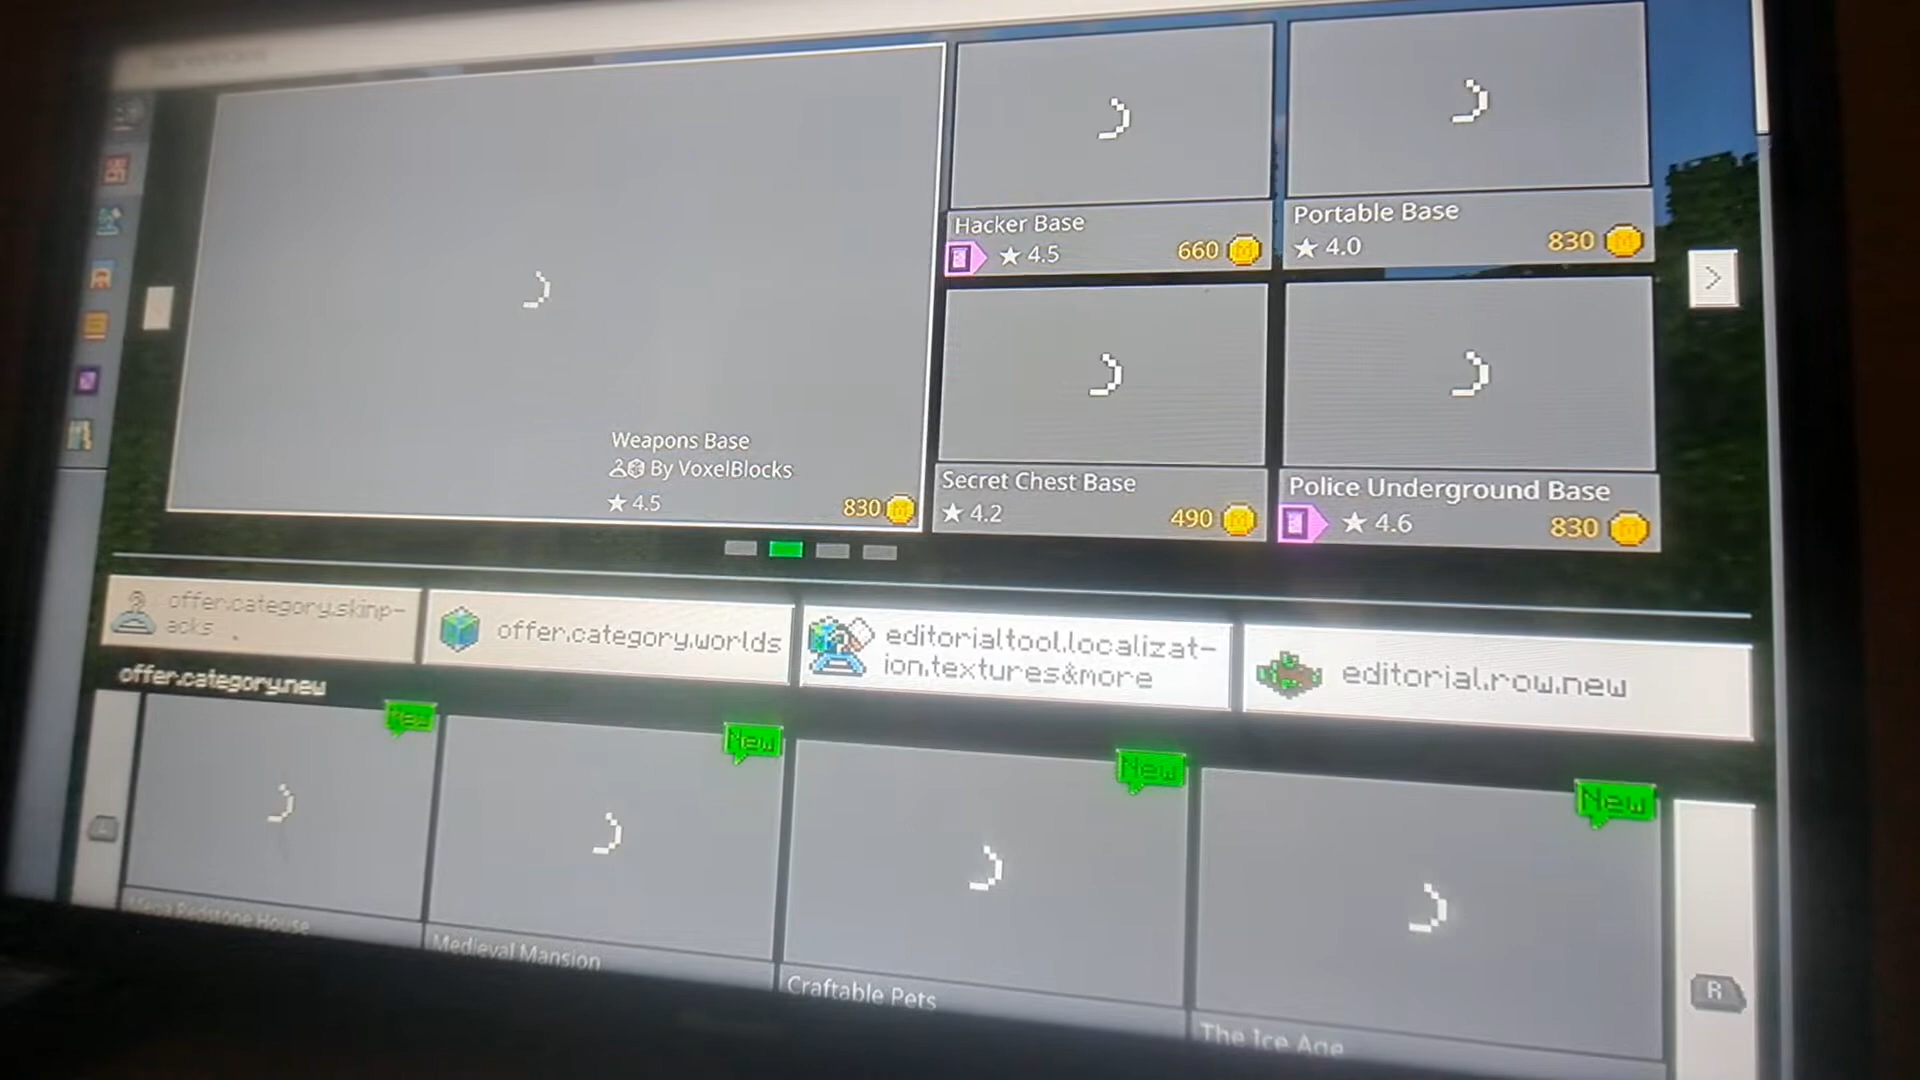 Hacker Base
4.5
660
Portable Base
4.0
830
Weapons Base
By VoxelBlocks
4.5
830
Secret Chest Base
4.2
490
Police Underground Base
4.6
830
offer.category.skinp-
acks
offer.category.worlds
editorialtool.localizat-
ion.textures&more
editorial.row.new
offer.category.new
New
New
New
New
L
R
Mega Redstone House
Medieval Mansion
Craftable Pets
The Ice Age